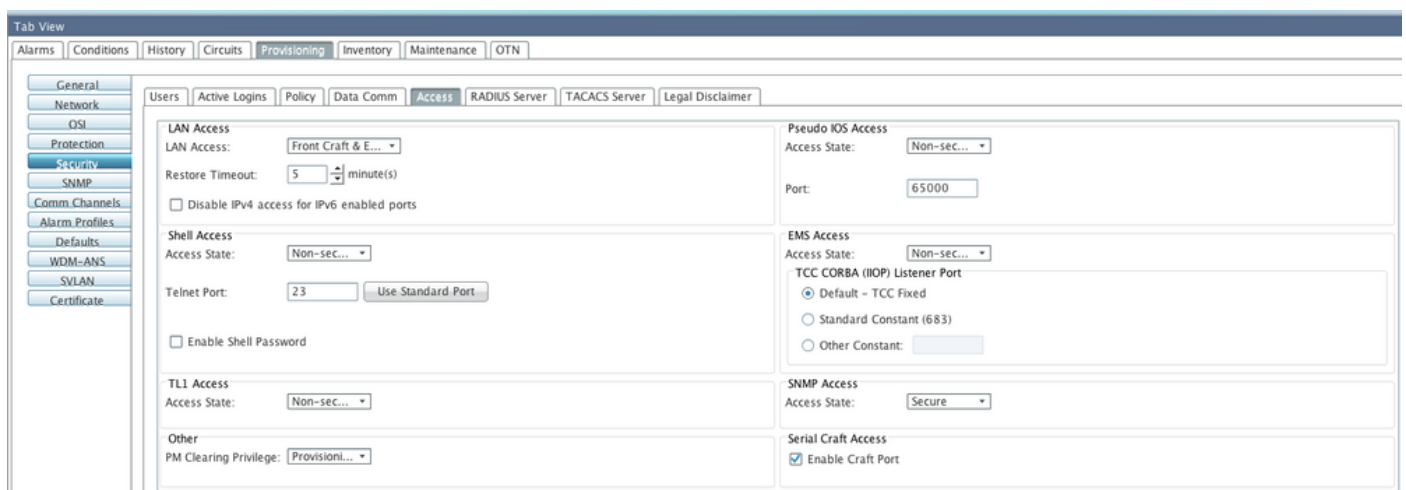 Tab View
Alarms Conditions History Circuits Provisioning Inventory Maintenance OTN
General
Network
OSI
Protection
Security
SNMP
Comm Channels
Alarm Profiles
Defaults
WDM-ANS
SVLAN
Certificate
Users Active Logins Policy Data Comm Access RADIUS Server TACACS Server Legal Disclaimer
LAN Access
LAN Access: Front Craft & E...
Restore Timeout: 5 minute(s)
Disable IPv4 access for IPv6 enabled ports
Pseudo IOS Access
Access State: Non-sec...
Port: 65000
Shell Access
Access State: Non-sec...
Telnet Port: 23 Use Standard Port
Enable Shell Password
EMS Access
Access State: Non-sec...
TCC CORBA (IIOP) Listener Port
Default - TCC Fixed
Standard Constant (683)
Other Constant:
TL1 Access
Access State: Non-sec...
SNMP Access
Access State: Secure
Other
PM Clearing Privilege: Provisioni...
Serial Craft Access
Enable Craft Port